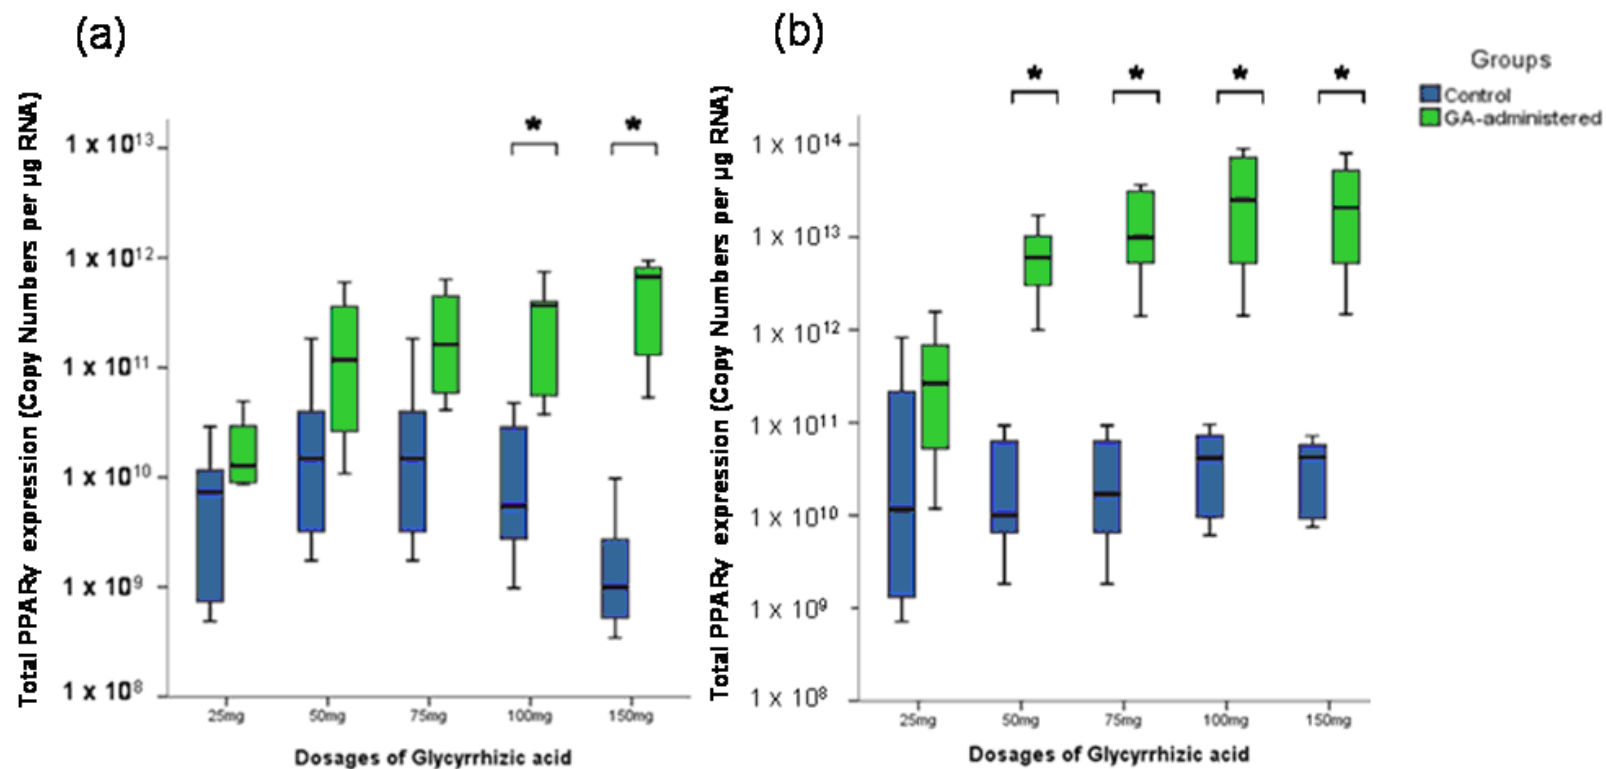 (a)
Total PPARγ expression (Copy Numbers per µg RNA)
1 x 10¹³
1 x 10¹²
1 x 10¹¹
1 x 10¹⁰
1 x 10⁹
1 x 10⁸
* *
25mg 50mg 75mg 100mg 150mg
Dosages of Glycyrrhizic acid
(b)
Total PPARγ expression (Copy Numbers per µg RNA)
1 x 10¹⁴
1 x 10¹³
1 x 10¹²
1 x 10¹¹
1 x 10¹⁰
1 x 10⁹
1 x 10⁸
* * * *
25mg 50mg 75mg 100mg 150mg
Dosages of Glycyrrhizic acid
Groups
Control
GA-administered